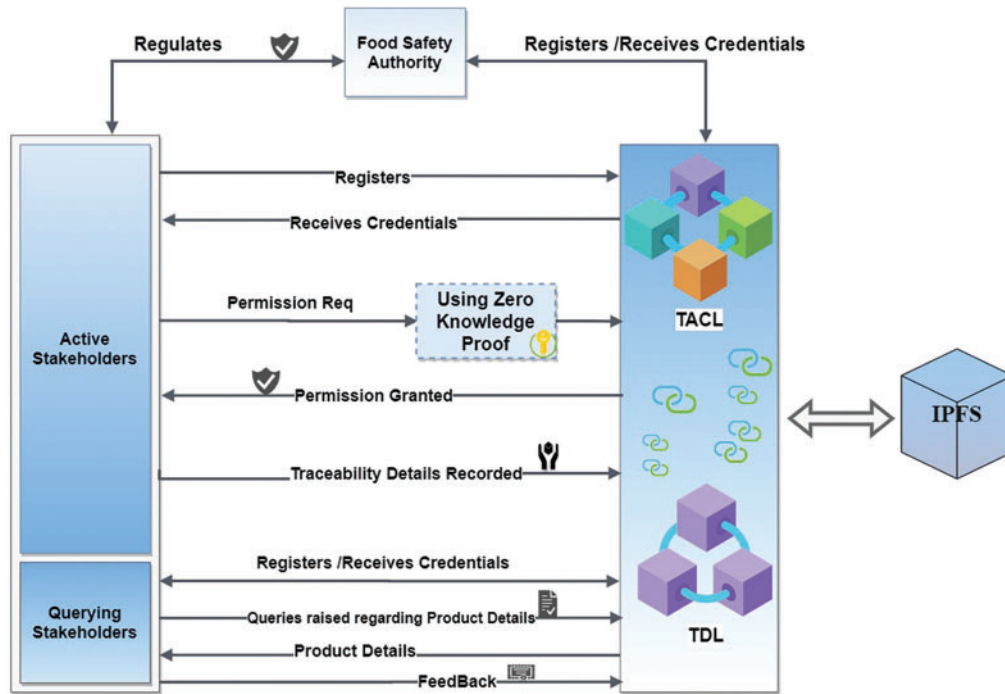 Regulates
Food Safety
Authority
Registers /Receives Credentials
Registers
Receives Credentials
Permission Req
Using Zero
Knowledge
Proof
TACL
Active
Stakeholders
Permission Granted
IPFS
Traceability Details Recorded
Registers /Receives Credentials
Querying
Stakeholders
Queries raised regarding Product Details
TDL
Product Details
FeedBack